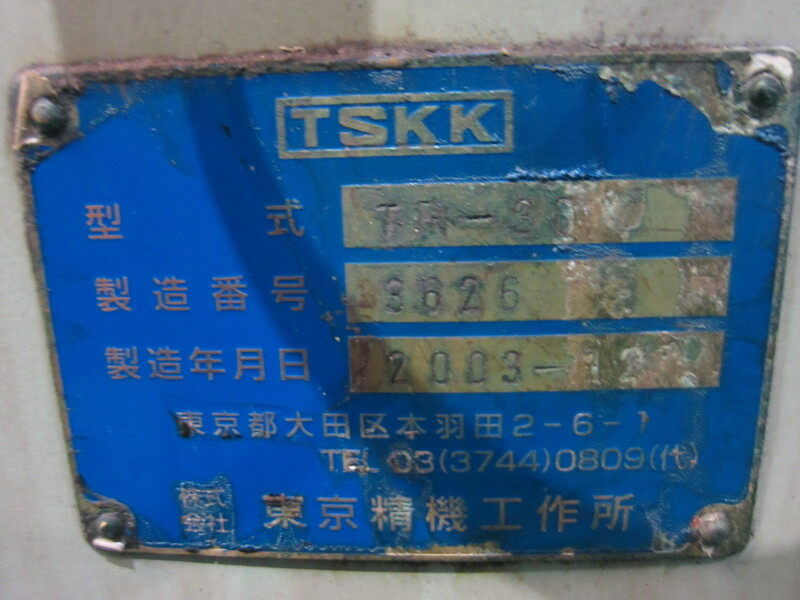 TSKK
型式
製造番号 3626
製造年月日 2003-12
東京都大田区本羽田2-6-1
TEL 03(3744)0809(代)
株式会社 東京精機工作所